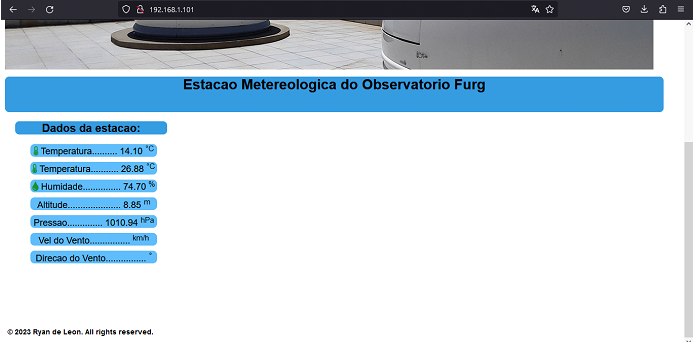 192.168.1.101
Estacao Metereologica do Observatorio Furg
Dados da estacao:
Temperatura.......... 14.10 °C
Temperatura........... 26.88 °C
Humidade............... 74.70 %
Altitude..................... 8.85 m
Pressao.............. 1010.94 hPa
Vel do Vento................ km/h
Direcao do Vento............... °
© 2023 Ryan de Leon. All rights reserved.